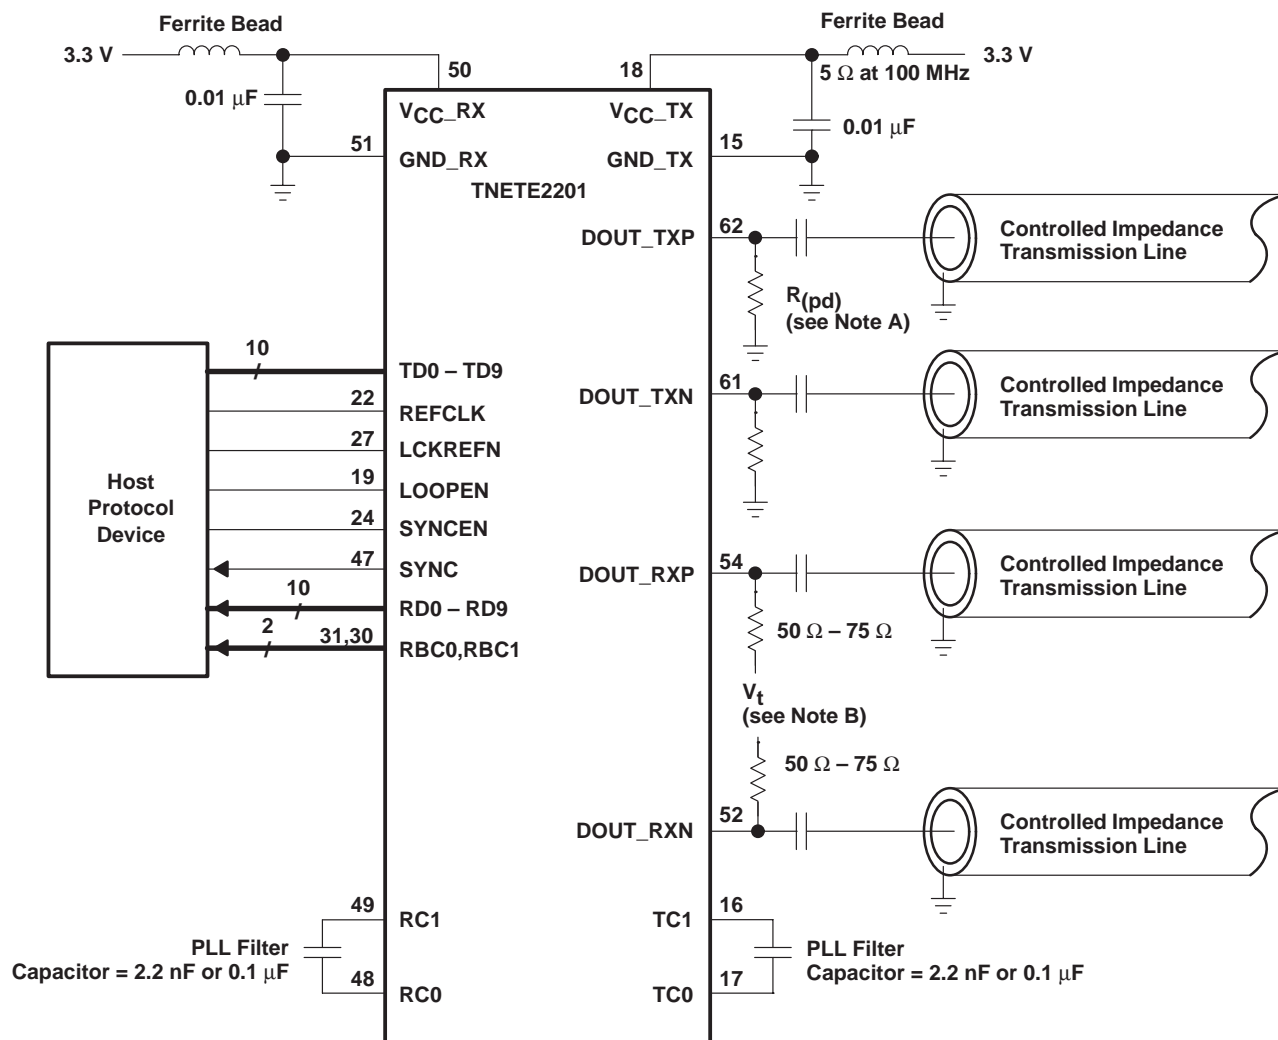 Ferrite Bead
3.3 V
50
0.01 μF
VCC_RX
51
GND_RX
Ferrite Bead
3.3 V
18
5 Ω at 100 MHz
VCC_TX
0.01 μF
15
GND_TX
TNETE2201
DOUT_TXP
62
Controlled Impedance
Transmission Line
R(pd)
(see Note A)
DOUT_TXN
61
Controlled Impedance
Transmission Line
Host
Protocol
Device
10
TD0 – TD9
22
REFCLK
27
LCKREFN
19
LOOPEN
24
SYNCEN
47
SYNC
10
RD0 – RD9
2
31,30
RBC0,RBC1
DOUT_RXP
54
Controlled Impedance
Transmission Line
50 Ω – 75 Ω
Vt
(see Note B)
50 Ω – 75 Ω
DOUT_RXN
52
Controlled Impedance
Transmission Line
49
RC1
PLL Filter
Capacitor = 2.2 nF or 0.1 μF
48
RC0
TC1
16
PLL Filter
Capacitor = 2.2 nF or 0.1 μF
TC0
17